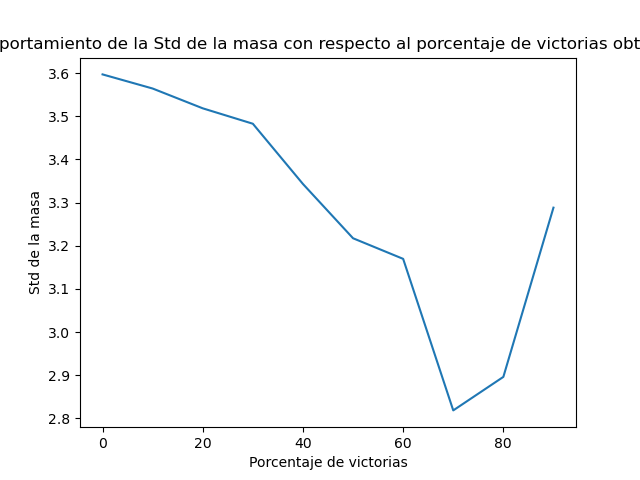 portamiento de la Std de la masa con respecto al porcentaje de victorias obt
3.6
3.5
3.4
3.3
3.2
3.1
3.0
2.9
2.8
Std de la masa
0 20 40 60 80
Porcentaje de victorias